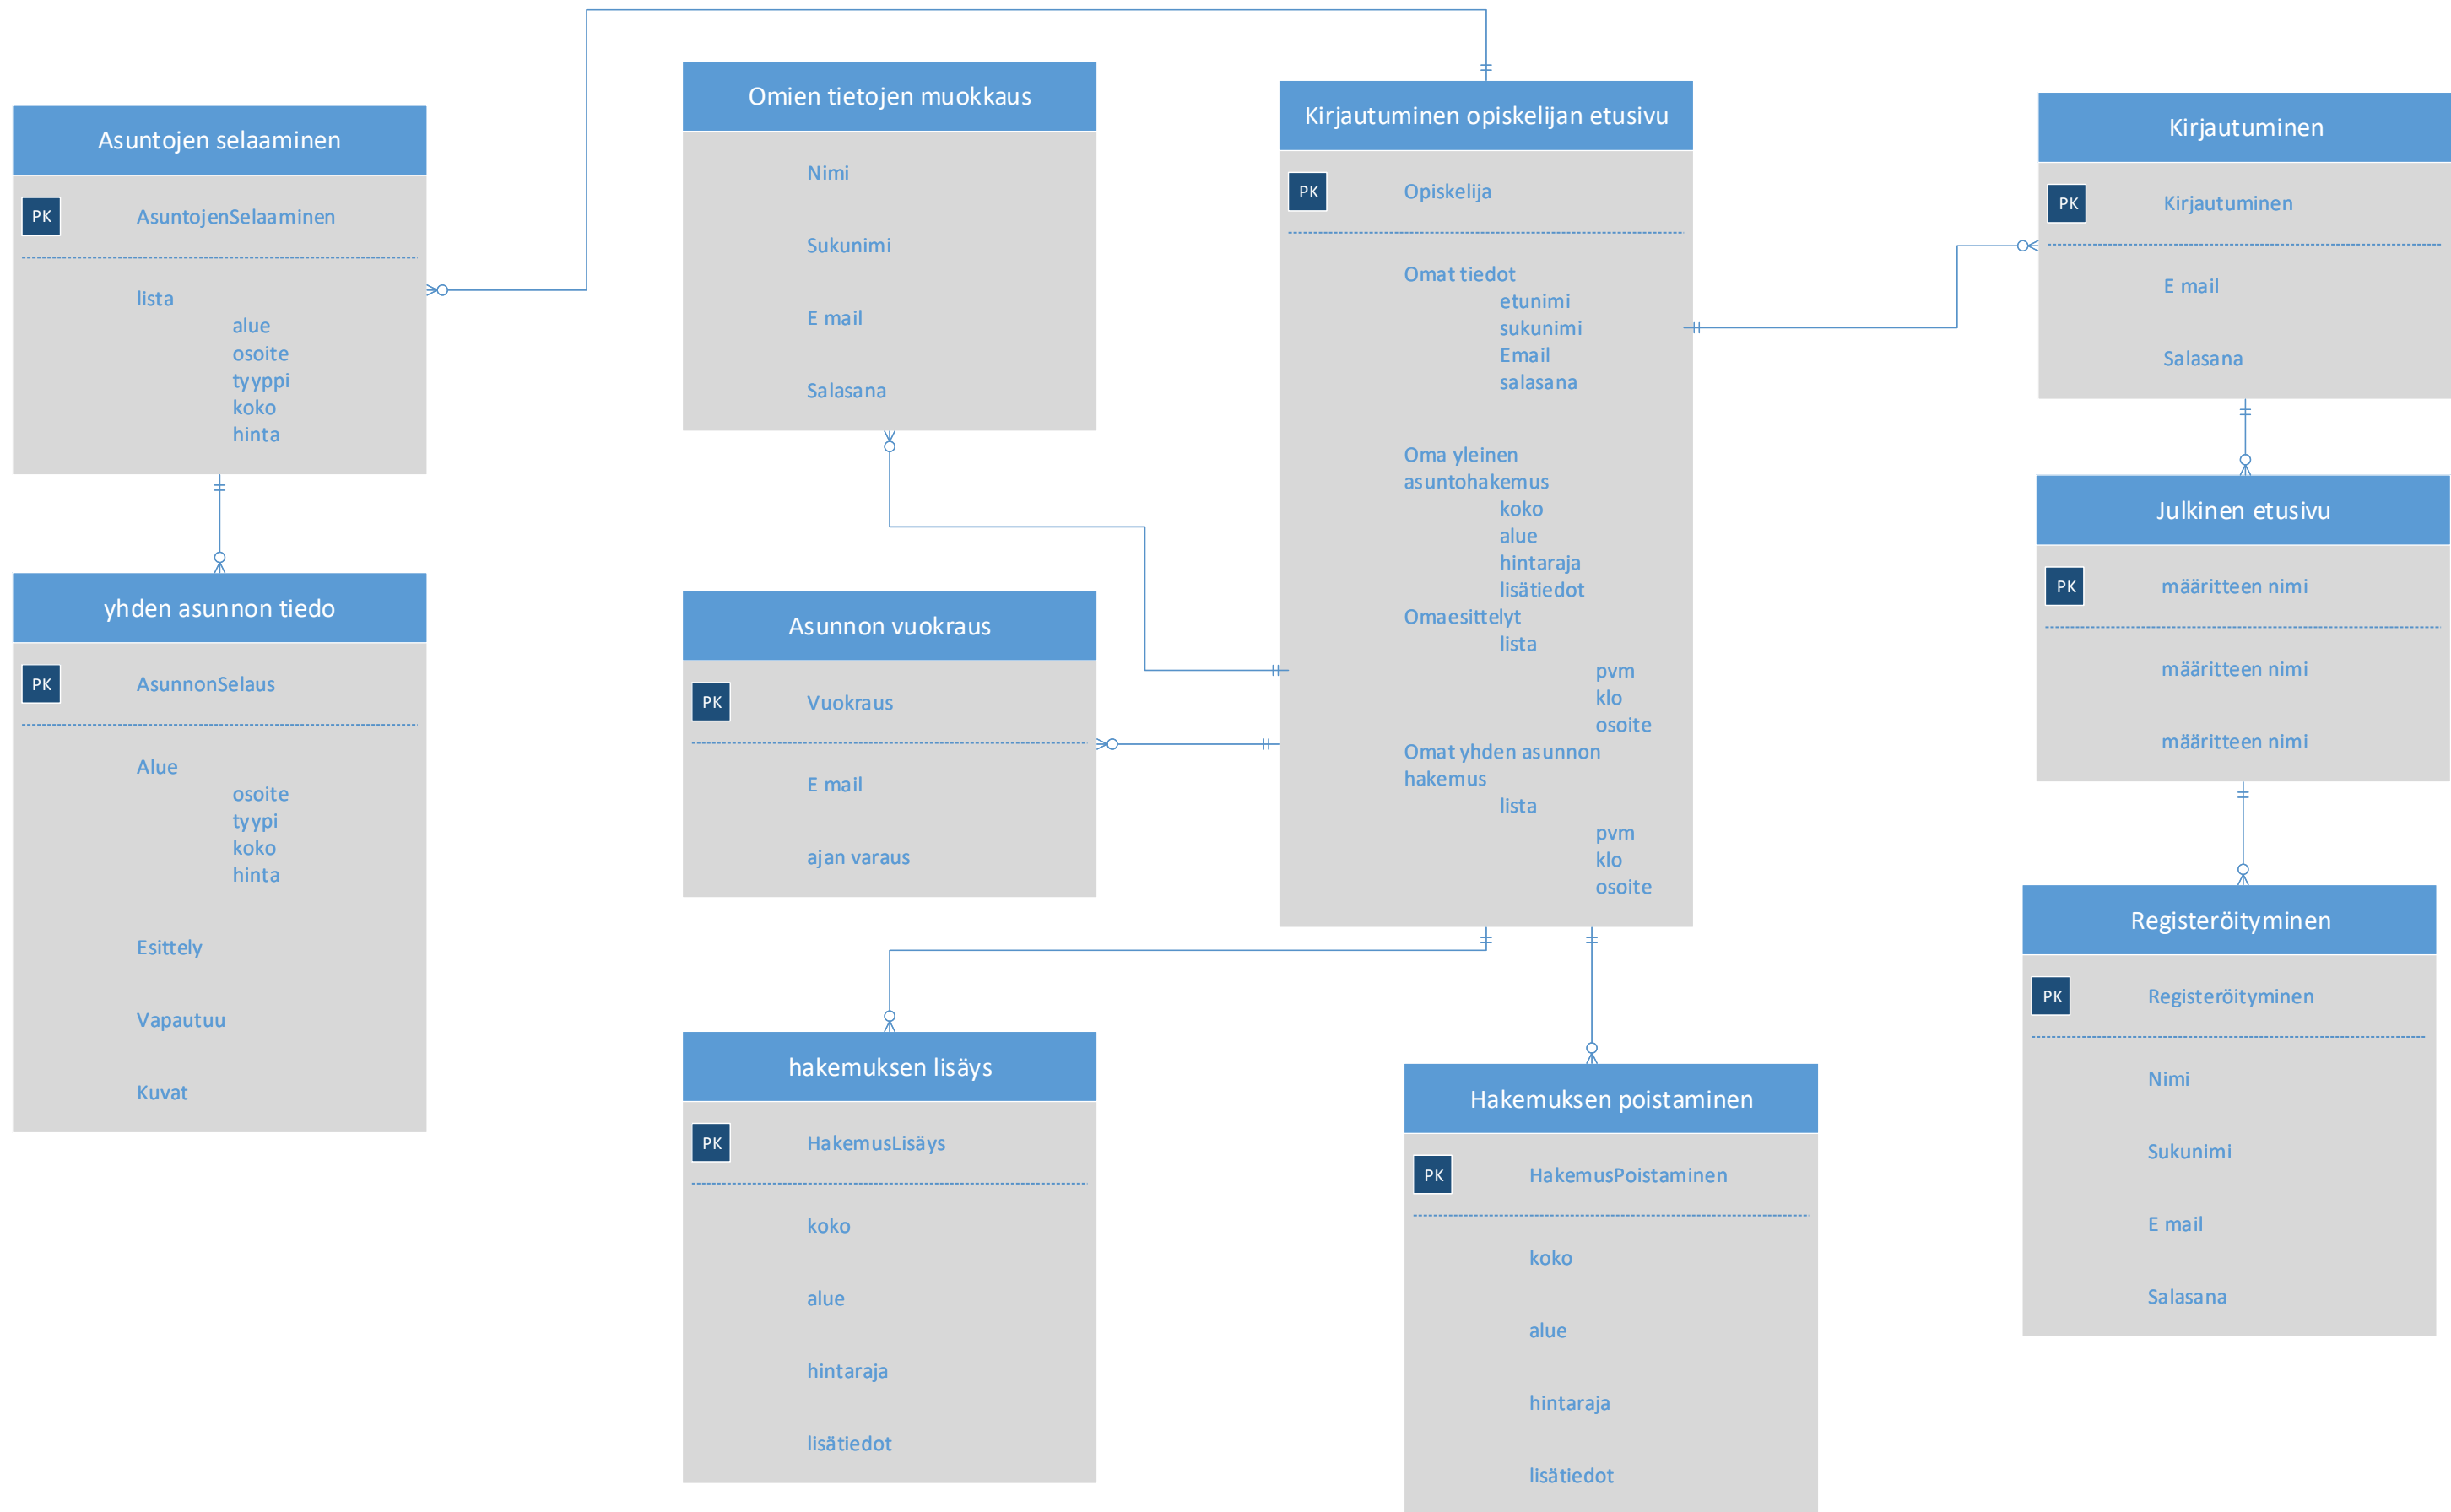 Asuntojen selaaminen
PK
AsuntojenSelaaminen
lista
alue
osoite
tyyppi
koko
hinta
yhden asunnon tiedo
PK
AsunnonSelaus
Alue
osoite
tyypi
koko
hinta
Esittely
Vapautuu
Kuvat
Omien tietojen muokkaus
Nimi
Sukunimi
E mail
Salasana
Asunnon vuokraus
PK
Vuokraus
E mail
ajan varaus
hakemuksen lisäys
PK
HakemusLisäys
koko
alue
hintaraja
lisätiedot
Kirjautuminen opiskelijan etusivu
PK
Opiskelija
Omat tiedot
etunimi
sukunimi
Email
salasana
Oma yleinen
asuntohakemus
koko
alue
hintaraja
lisätiedot
Omaesittelyt
lista
pvm
klo
osoite
Omat yhden asunnon
hakemus
lista
pvm
klo
osoite
Hakemuksen poistaminen
PK
HakemusPoistaminen
koko
alue
hintaraja
lisätiedot
Kirjautuminen
PK
Kirjautuminen
E mail
Salasana
Julkinen etusivu
PK
määritteen nimi
määritteen nimi
määritteen nimi
Registeröityminen
PK
Registeröityminen
Nimi
Sukunimi
E mail
Salasana